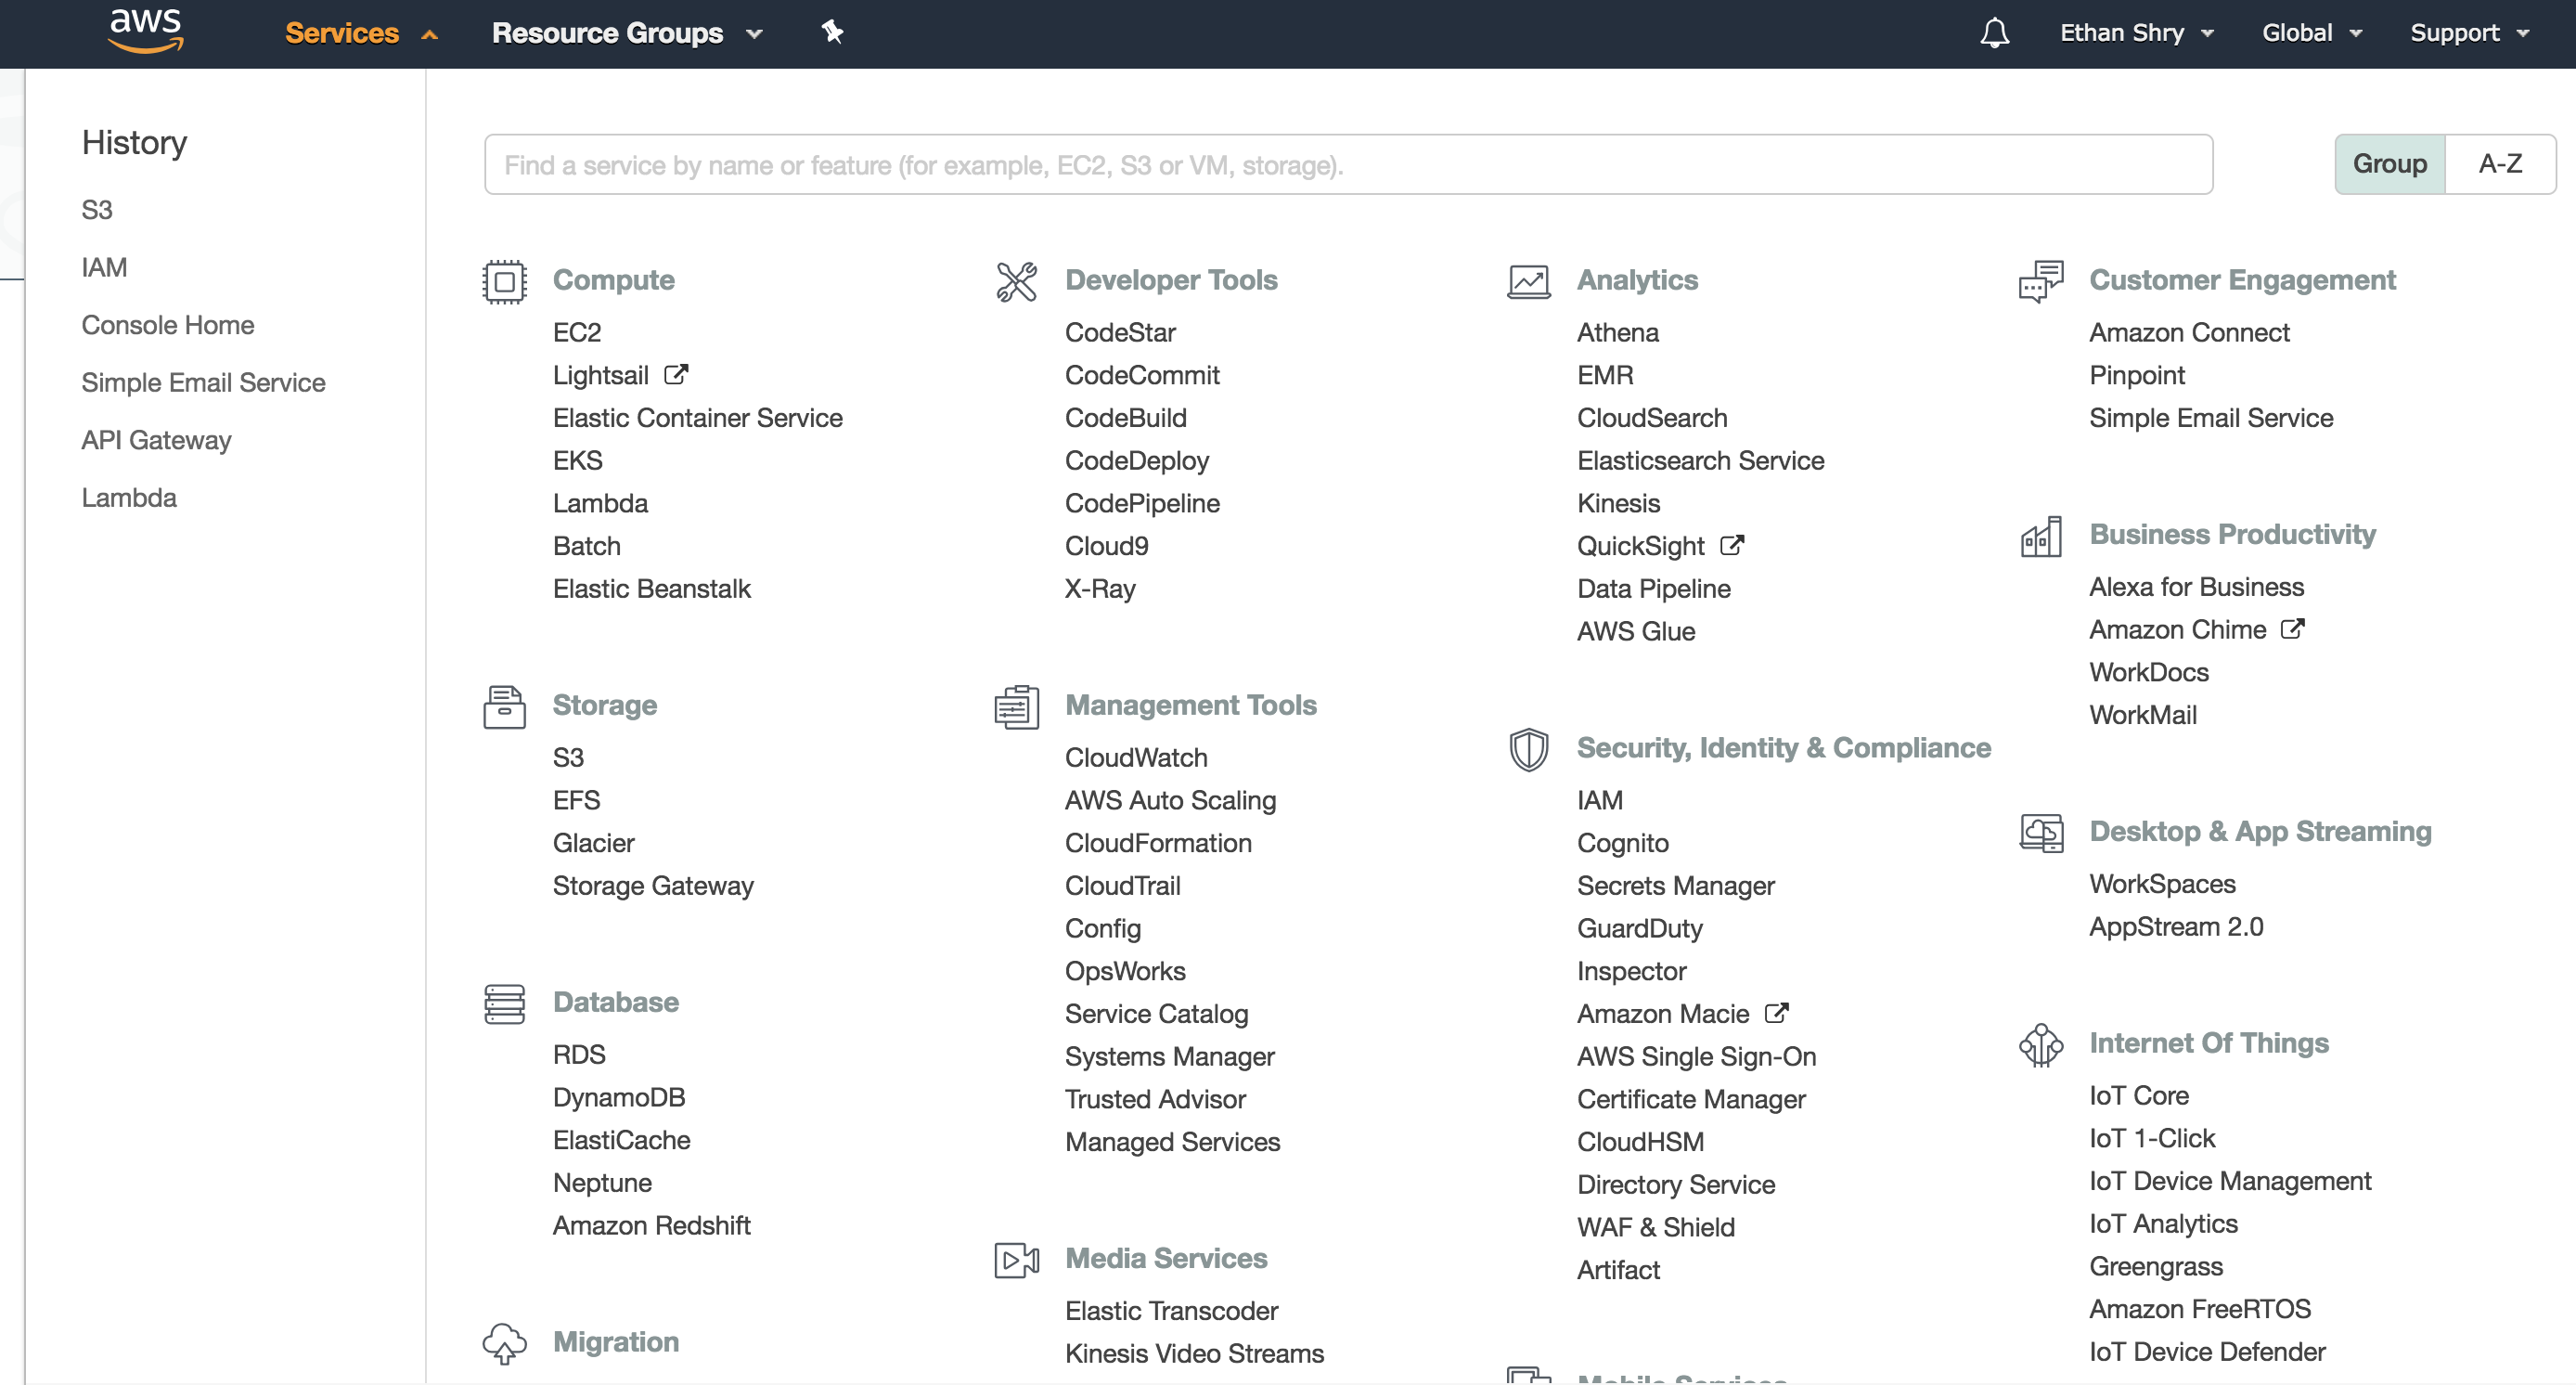 aws
Services
Resource Groups
Ethan Shry
Global
Support
History
S3
IAM
Console Home
Simple Email Service
API Gateway
Lambda
Find a service by name or feature (for example, EC2, S3 or VM, storage).
Group
A-Z
Compute
EC2
Lightsail
Elastic Container Service
EKS
Lambda
Batch
Elastic Beanstalk
Storage
S3
EFS
Glacier
Storage Gateway
Database
RDS
DynamoDB
ElastiCache
Neptune
Amazon Redshift
Migration
Developer Tools
CodeStar
CodeCommit
CodeBuild
CodeDeploy
CodePipeline
Cloud9
X-Ray
Management Tools
CloudWatch
AWS Auto Scaling
CloudFormation
CloudTrail
Config
OpsWorks
Service Catalog
Systems Manager
Trusted Advisor
Managed Services
Media Services
Elastic Transcoder
Kinesis Video Streams
Analytics
Athena
EMR
CloudSearch
Elasticsearch Service
Kinesis
QuickSight
Data Pipeline
AWS Glue
Security, Identity & Compliance
IAM
Cognito
Secrets Manager
GuardDuty
Inspector
Amazon Macie
AWS Single Sign-On
Certificate Manager
CloudHSM
Directory Service
WAF & Shield
Artifact
Mobile Services
Customer Engagement
Amazon Connect
Pinpoint
Simple Email Service
Business Productivity
Alexa for Business
Amazon Chime
WorkDocs
WorkMail
Desktop & App Streaming
WorkSpaces
AppStream 2.0
Internet Of Things
IoT Core
IoT 1-Click
IoT Device Management
IoT Analytics
Greengrass
Amazon FreeRTOS
IoT Device Defender